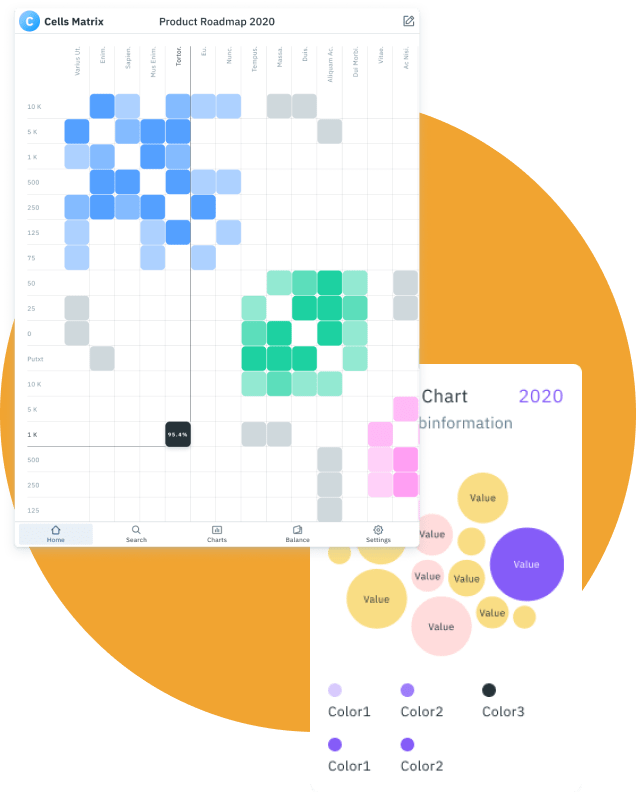 C
Cells Matrix
Product Roadmap 2020
Varius Ut.
Enim.
Sapien.
Mus Enim.
Tortor.
Eu.
Nunc.
Tempus.
Massa.
Duis.
Aliquam Ac.
Dui Morbi.
Vitae.
Ac Nisi.
10 K
5 K
1 K
500
250
125
75
50
25
0
Putxt
10 K
5 K
1 K
95.4%
500
250
125
Home
Search
Charts
Balance
Settings
Chart
2020
binformation
Value
Value
Value
Value
Value
Value
Value
Value
Color1
Color2
Color3
Color1
Color2